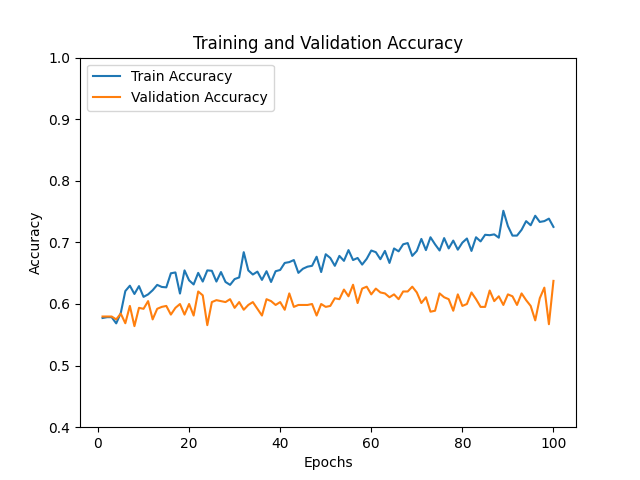 Training and Validation Accuracy
Train Accuracy
Validation Accuracy
1.0
0.9
0.8
0.7
0.6
0.5
0.4
Accuracy
0 20 40 60 80 100
Epochs